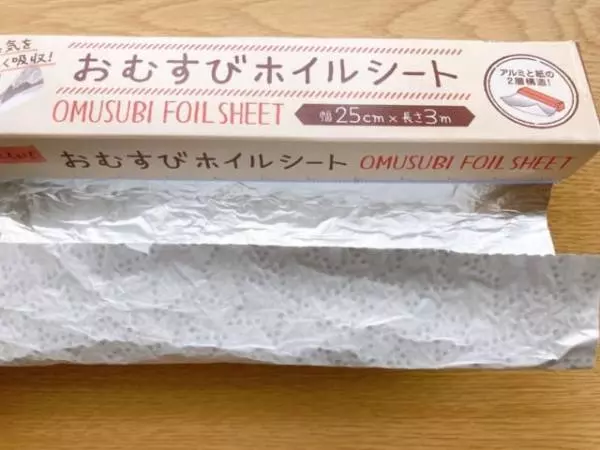 気を
く吸収!
おむすびホイルシート
OMUSUBI FOIL SHEET
幅25cm×長さ3m
アルミと紙の
2層構造!
おむすびホイルシート OMUSUBI FOIL SHEET